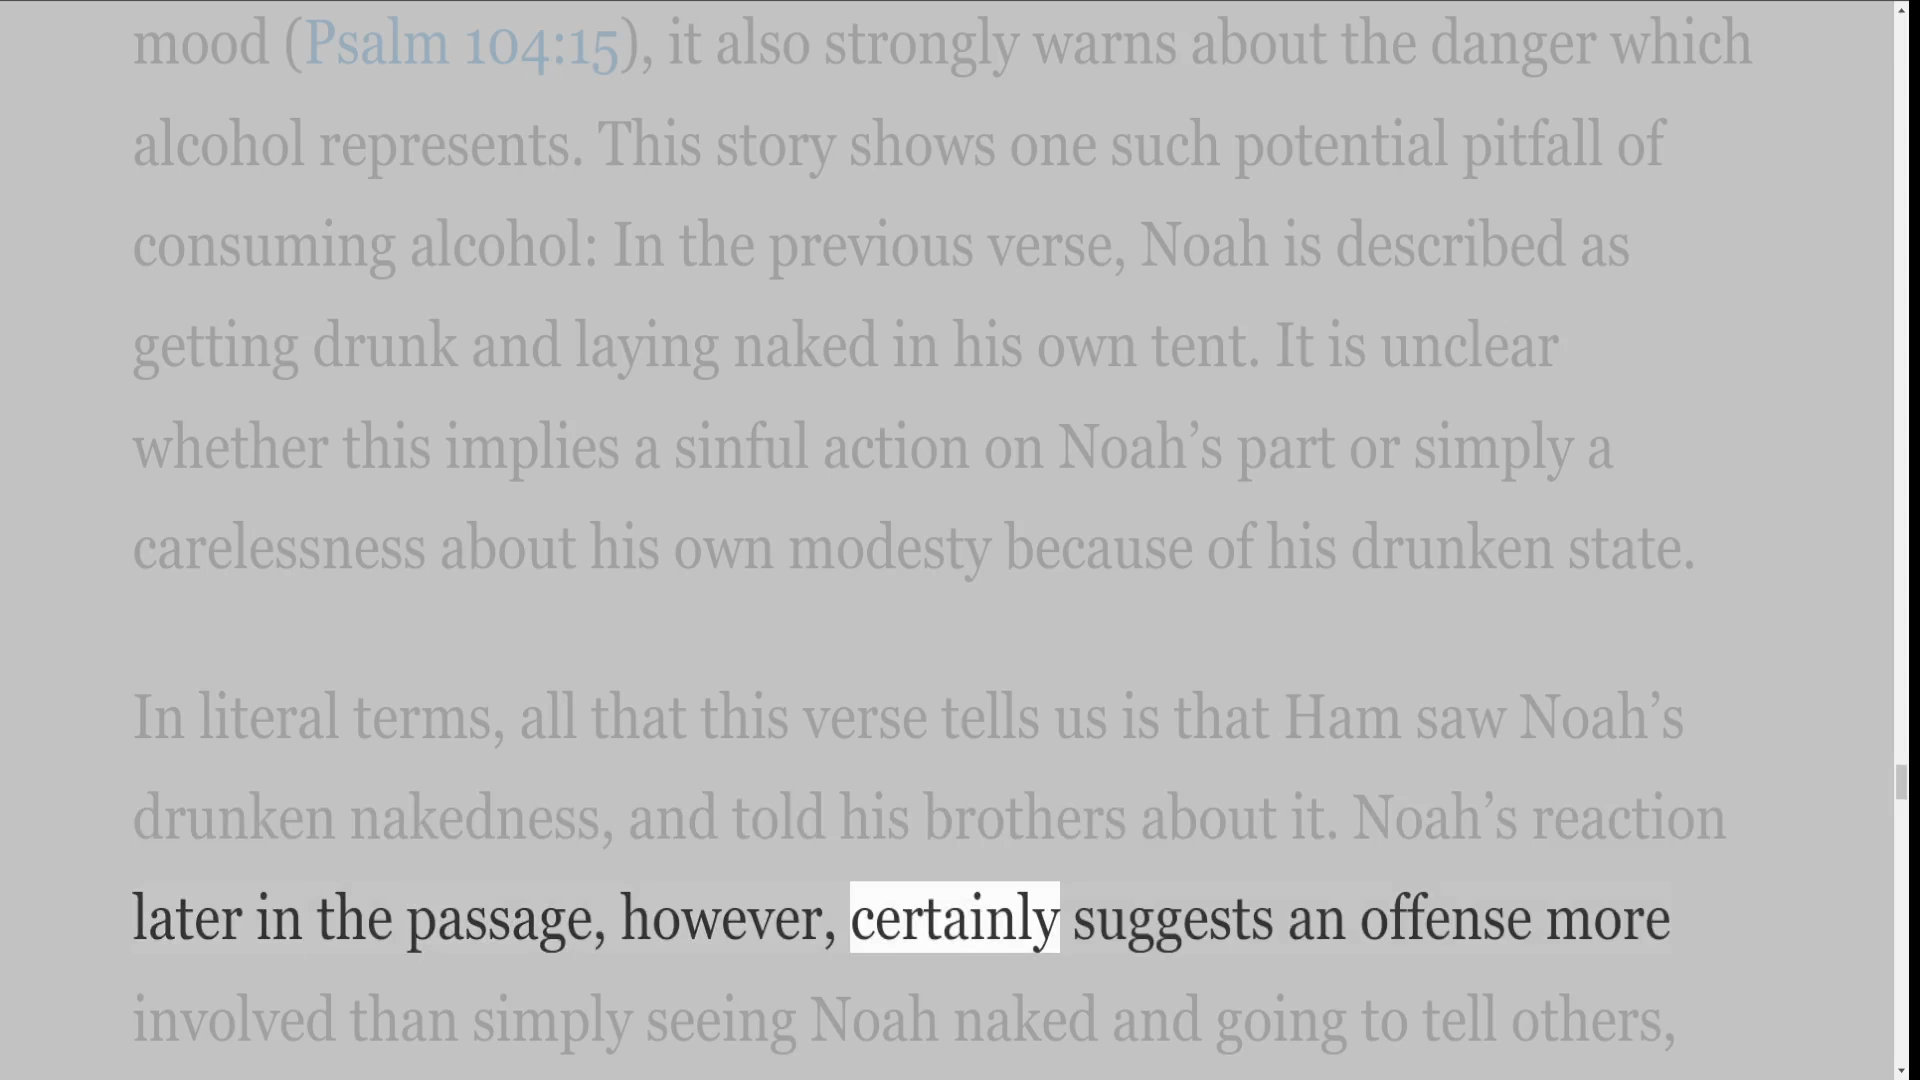 mood (Psalm 104:15), it also strongly warns about the danger which
alcohol represents. This story shows one such potential pitfall of
consuming alcohol: In the previous verse, Noah is described as
getting drunk and laying naked in his own tent. It is unclear
whether this implies a sinful action on Noah’s part or simply a
carelessness about his own modesty because of his drunken state.
In literal terms, all that this verse tells us is that Ham saw Noah’s
drunken nakedness, and told his brothers about it. Noah’s reaction
later in the passage, however, certainly suggests an offense more
involved than simply seeing Noah naked and going to tell others,